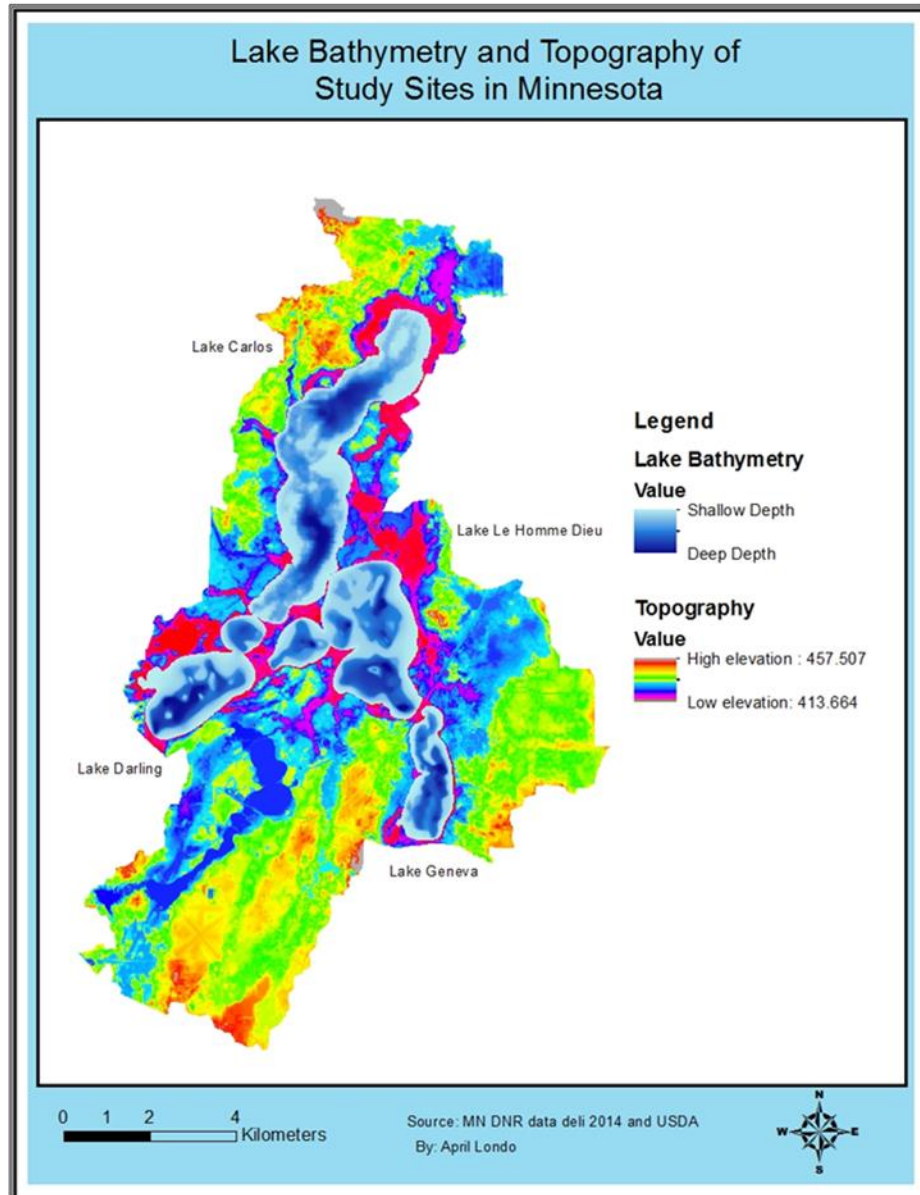 Lake Bathymetry and Topography of
Study Sites in Minnesota
Lake Carlos
Lake Le Homme Dieu
Lake Darling
Lake Geneva
Legend
Lake Bathymetry
Value
Shallow Depth
Deep Depth
Topography
Value
High elevation : 457.507
Low elevation: 413.664
0 1 2 4
Kilometers
Source: MN DNR data deli 2014 and USDA
By: April Londo
N
W E
S